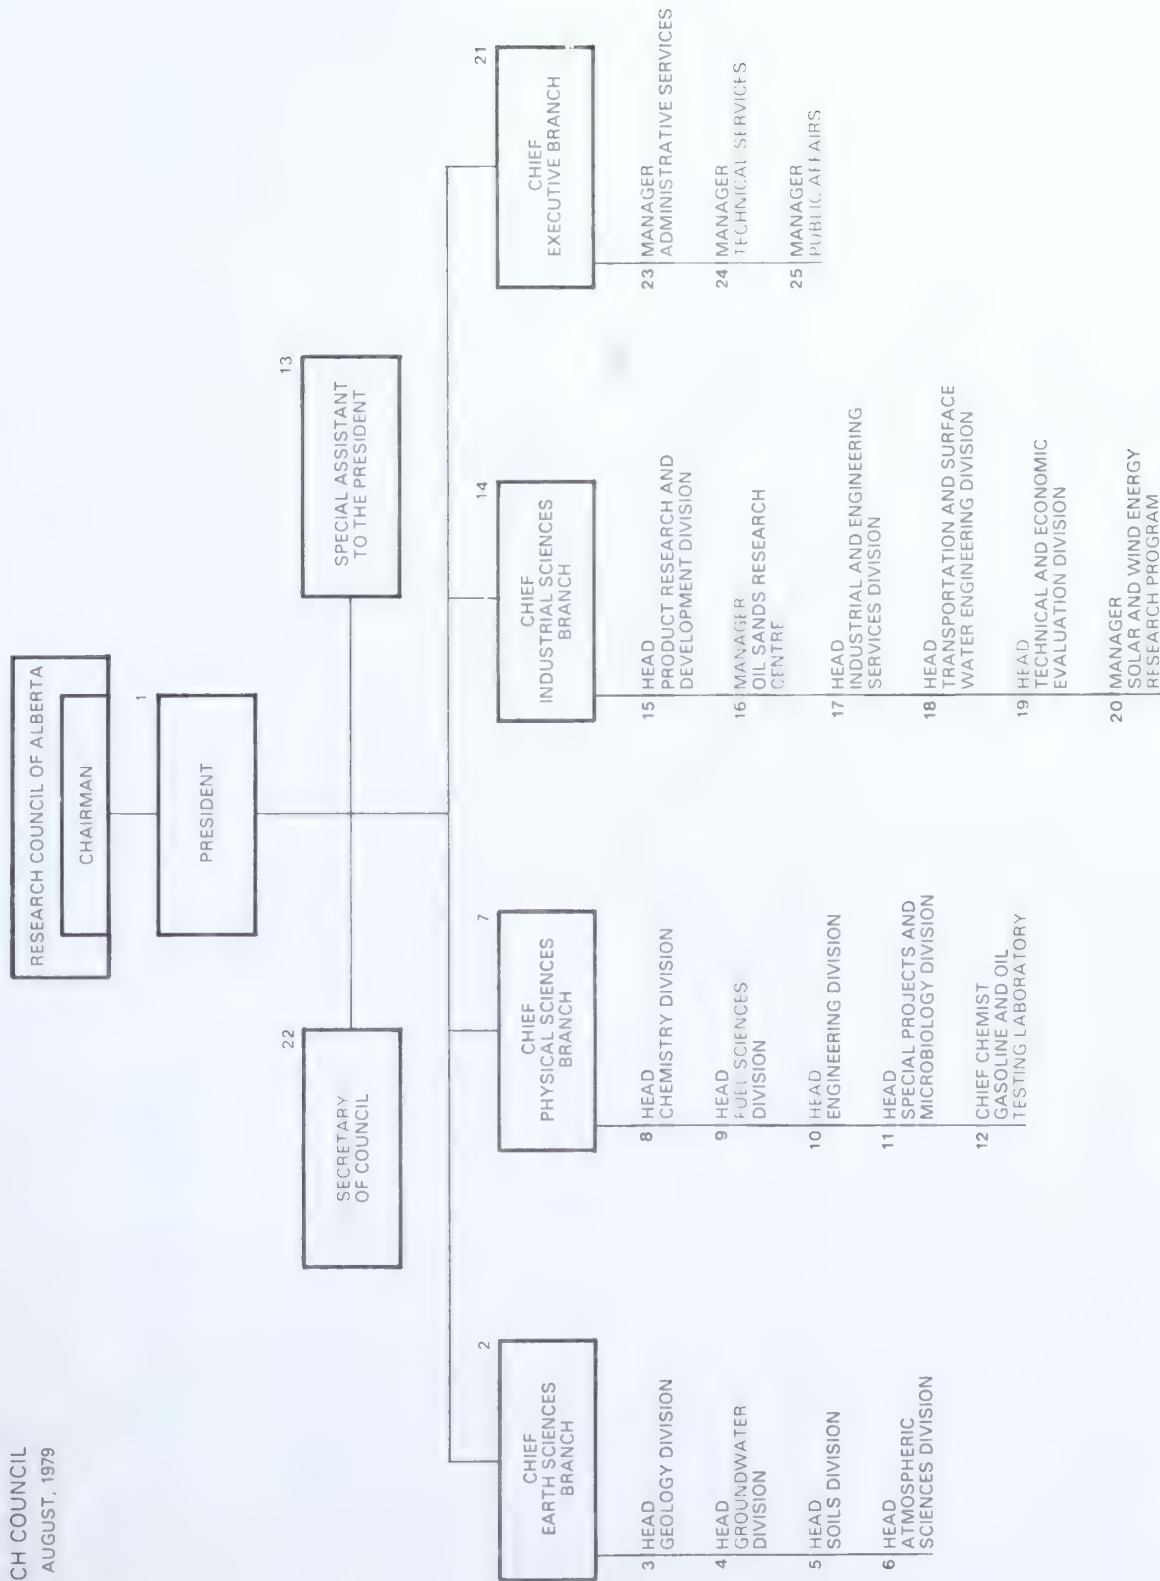 CH COUNCIL
AUGUST, 1979
RESEARCH COUNCIL OF ALBERTA
CHAIRMAN
1
PRESIDENT
22
SECRETARY
OF COUNCIL
13
SPECIAL ASSISTANT
TO THE PRESIDENT
2
CHIEF
EARTH SCIENCES
BRANCH
3 HEAD
GEOLOGY DIVISION
4 HEAD
GROUNDWATER
DIVISION
5 HEAD
SOILS DIVISION
6 HEAD
ATMOSPHERIC
SCIENCES DIVISION
7
CHIEF
PHYSICAL SCIENCES
BRANCH
8 HEAD
CHEMISTRY DIVISION
9 HEAD
FUEL SCIENCES
DIVISION
10 HEAD
ENGINEERING DIVISION
11 HEAD
SPECIAL PROJECTS AND
MICROBIOLOGY DIVISION
12 CHIEF CHEMIST
GASOLINE AND OIL
TESTING LABORATORY
14
CHIEF
INDUSTRIAL SCIENCES
BRANCH
15 HEAD
PRODUCT RESEARCH AND
DEVELOPMENT DIVISION
16 MANAGER
OIL SANDS RESEARCH
CENTRE
17 HEAD
INDUSTRIAL AND ENGINEERING
SERVICES DIVISION
18 HEAD
TRANSPORTATION AND SURFACE
WATER ENGINEERING DIVISION
19 HEAD
TECHNICAL AND ECONOMIC
EVALUATION DIVISION
20 MANAGER
SOLAR AND WIND ENERGY
RESEARCH PROGRAM
21
CHIEF
EXECUTIVE BRANCH
23 MANAGER
ADMINISTRATIVE SERVICES
24 MANAGER
TECHNICAL SERVICES
25 MANAGER
PUBLIC AFFAIRS